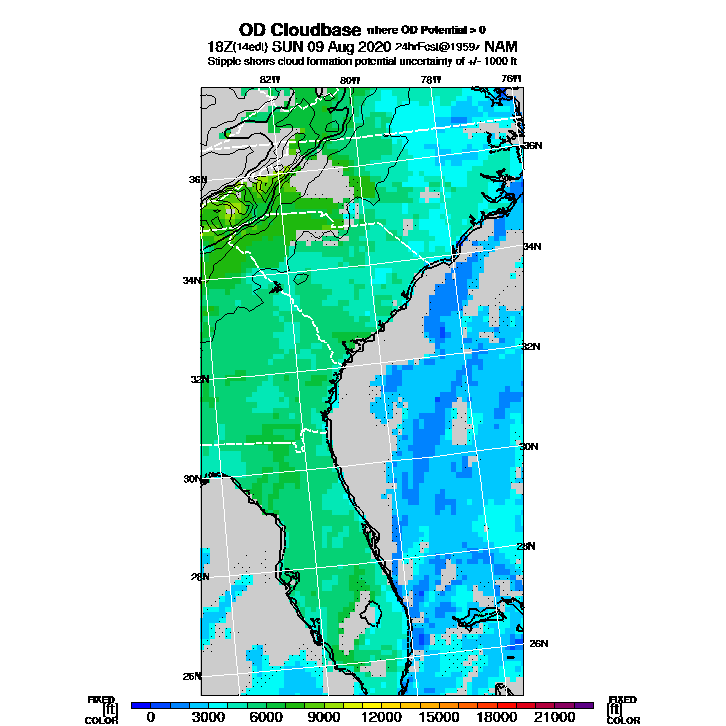 OD Cloudbase where OD Potential > 0
18Z(14edt) SUN 09 Aug 2020 24hrFcst@1959z NAM
Stipple shows cloud formation potential uncertainty of +/- 1000 ft
82W 80W 78W 76W
36N
36N
34N
34N
32N
32N
30N
30N
28N
28N
26N
26N
FIXED FIXED
[ft] 0 3000 6000 9000 12000 15000 18000 21000 [ft]
COLOR COLOR